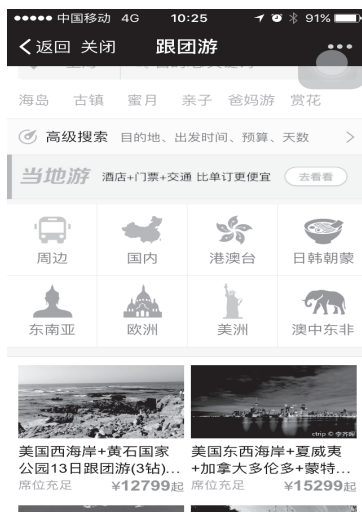 中国移动 4G 10:25 91%
返回 关闭 跟团游
海岛 古镇 蜜月 亲子 爸妈游 赏花
高级搜索 目的地、出发时间、预算、天数
当地游 酒店+门票+交通 比单订更便宜 去看看
周边 国内 港澳台 日韩朝蒙
东南亚 欧洲 美洲 澳中东非
ctrip © 李齐舰
美国西海岸+黄石国家
公园13日跟团游(3钻)...
席位充足 ¥12799起
美国东西海岸+夏威夷
+加拿大多伦多+蒙特...
席位充足 ¥15299起